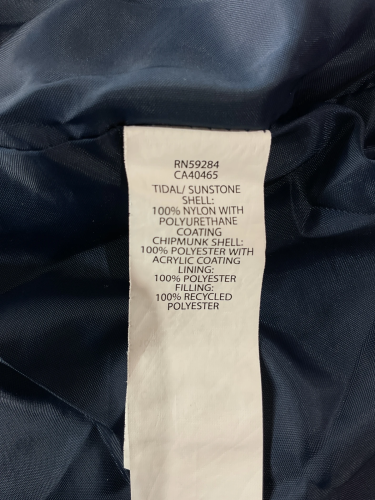 RN59284
CA40465
TIDAL/ SUNSTONE
SHELL:
100% NYLON WITH
POLYURETHANE
COATING
CHIPMUNK SHELL:
100% POLYESTER WITH
ACRYLIC COATING
LINING:
100% POLYESTER
FILLING:
100% RECYCLED
POLYESTER